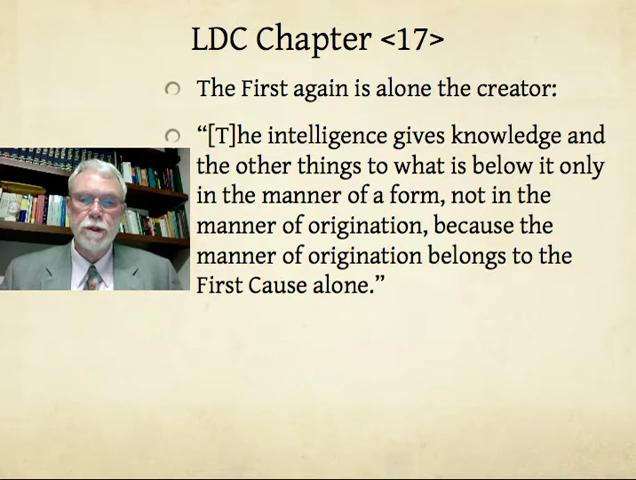 LDC Chapter <17>
The First again is alone the creator:
“[T]he intelligence gives knowledge and
the other things to what is below it only
in the manner of a form, not in the
manner of origination, because the
manner of origination belongs to the
First Cause alone.”